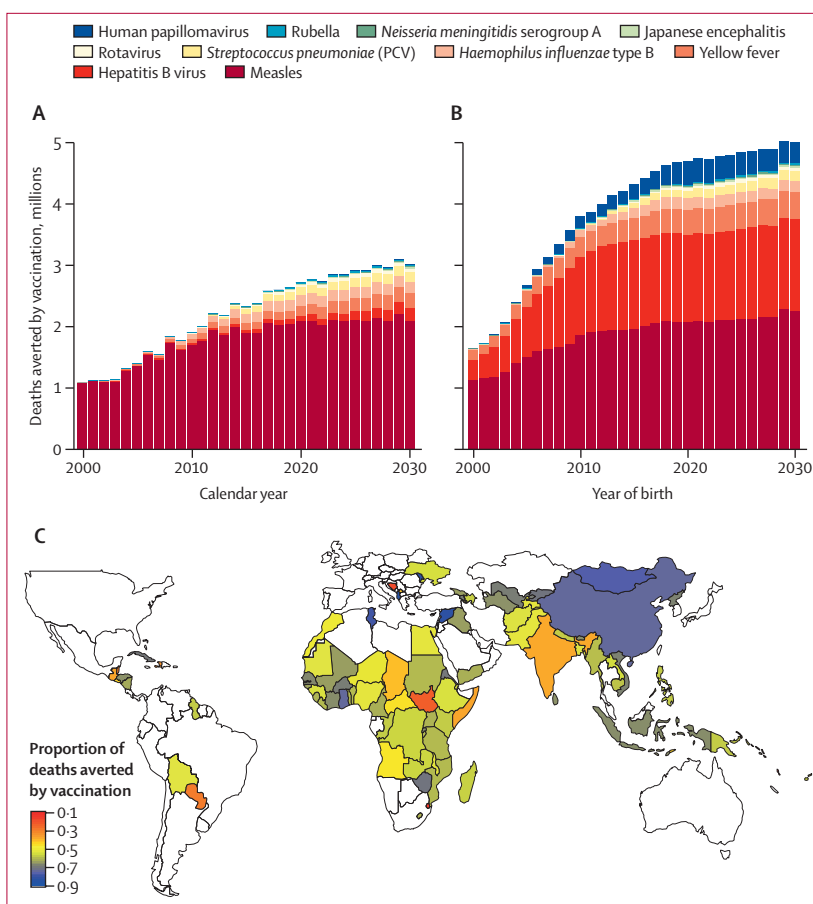 Human papillomavirus Rubella Neisseria meningitidis serogroup A Japanese encephalitis
Rotavirus Streptococcus pneumoniae (PCV) Haemophilus influenzae type B Yellow fever
Hepatitis B virus Measles
A
Deaths averted by vaccination, millions
5
4
3
2
1
0
2000 2010 2020 2030
Calendar year
B
2000 2010 2020 2030
Year of birth
C
Proportion of
deaths averted
by vaccination
0·1
0·3
0·5
0·7
0·9